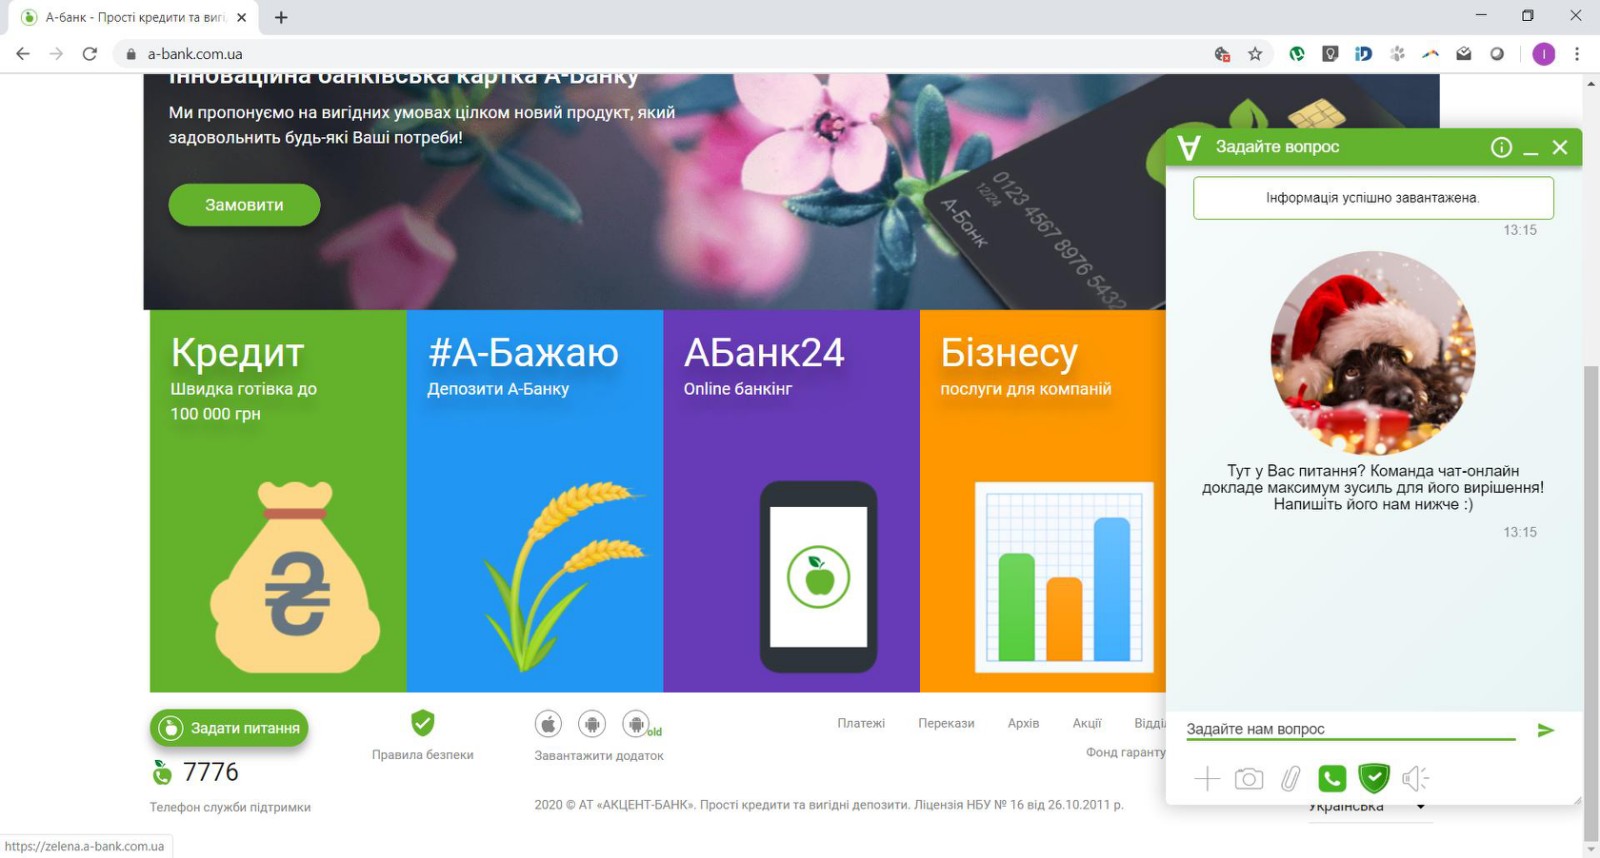 А-банк - Прості кредити та вигі
a-bank.com.ua
Інноваційна банківська картка А-Банку
Ми пропонуємо на вигідних умовах цілком новий продукт, який
задовольнить будь-які Ваші потреби!
Замовити
0123 4567 8976 5432
12/24
А-Банк
Кредит
Швидка готівка до
100 000 грн
#А-Бажаю
Депозити А-Банку
АБанк24
Online банкінг
Бізнесу
послуги для компаній
Задайте вопрос
Інформація успішно завантажена.
13:15
Тут у Вас питання? Команда чат-онлайн
докладе максимум зусиль для його вирішення!
Напишіть його нам нижче :)
13:15
Задайте нам вопрос
Задати питання
7776
Телефон служби підтримки
Правила безпеки
old
Завантажити додаток
Платежі Перекази Архів Акції Відділ
Фонд гаранту
2020 © АТ «АКЦЕНТ-БАНК». Прості кредити та вигідні депозити. Ліцензія НБУ № 16 від 26.10.2011 р.
Українська
https://zelena.a-bank.com.ua